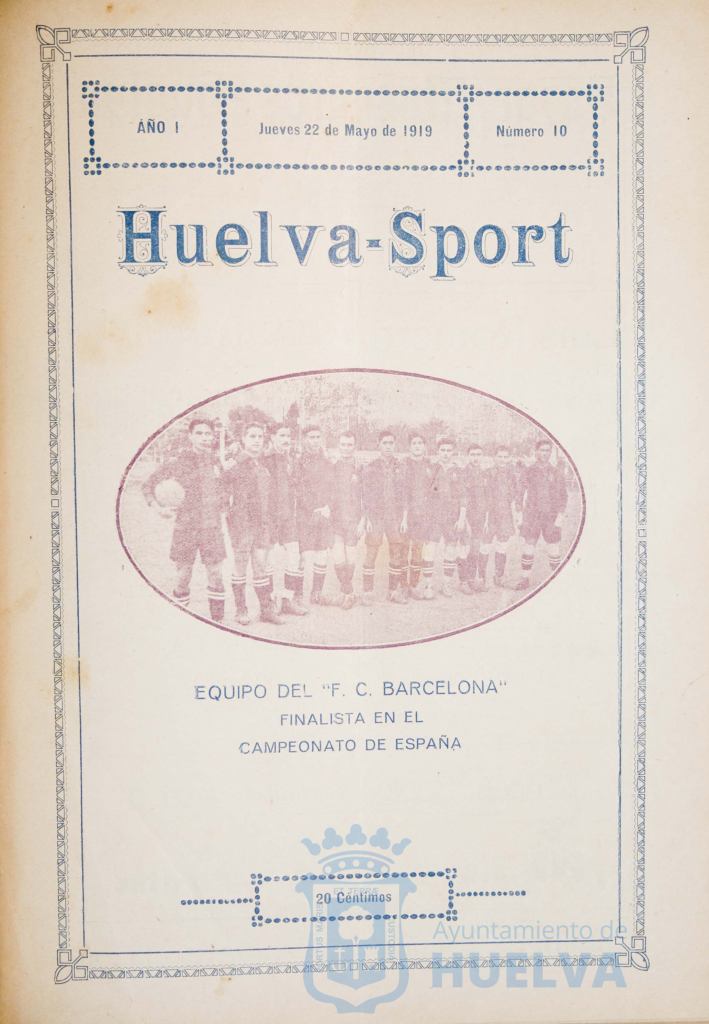 AÑO I
Jueves 22 de Mayo de 1919
Número 10
Huelva-Sport
EQUIPO DEL "F. C. BARCELONA"
FINALISTA EN EL
CAMPEONATO DE ESPAÑA
20 Céntimos
Ayuntamiento de
HUELVA